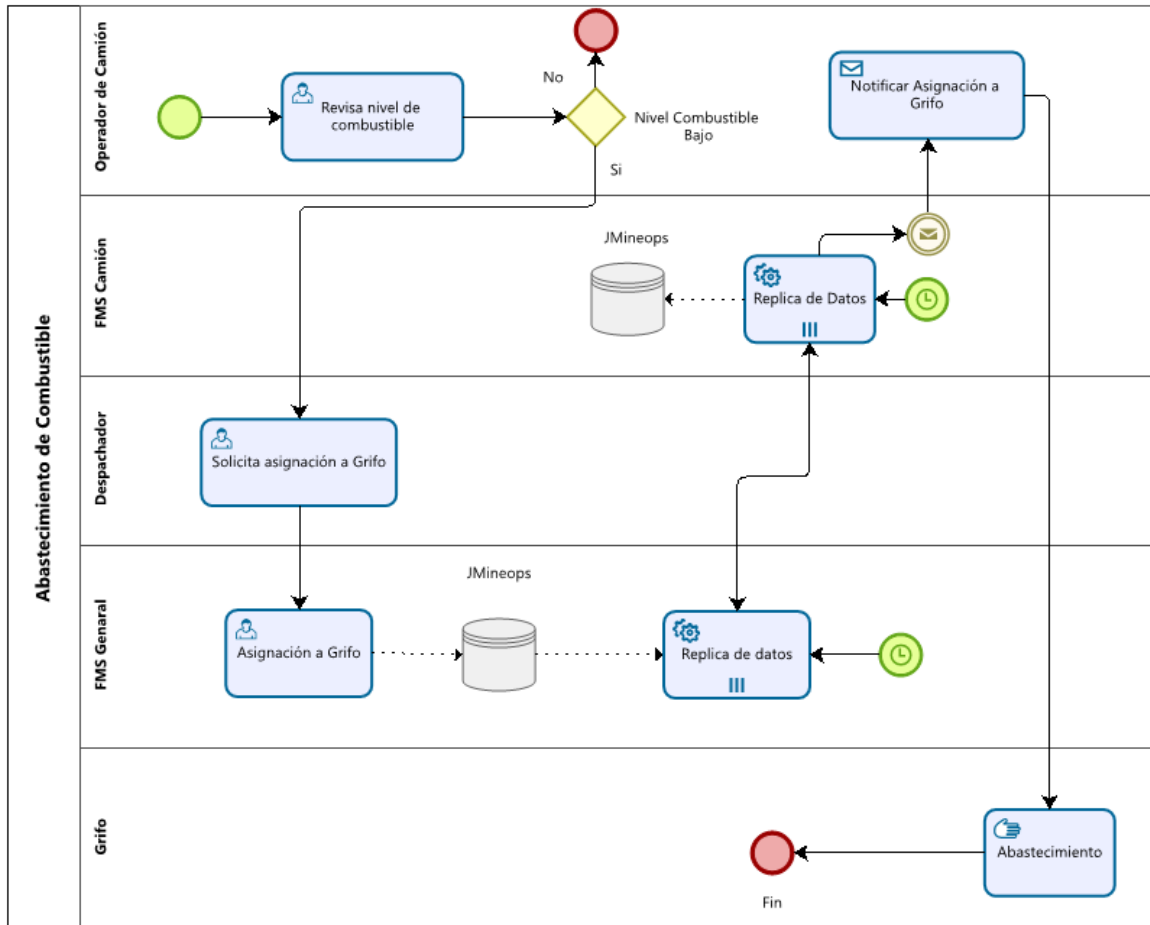 Abastecimiento de Combustible
Operador de Camión
Revisa nivel de
combustible
No
Nivel Combustible
Bajo
Si
Notificar Asignación a
Grifo
FMS Camión
JMineops
Replica de Datos
Despachador
Solicita asignación a Grifo
FMS Genaral
Asignación a Grifo
JMineops
Replica de datos
Grifo
Fin
Abastecimiento